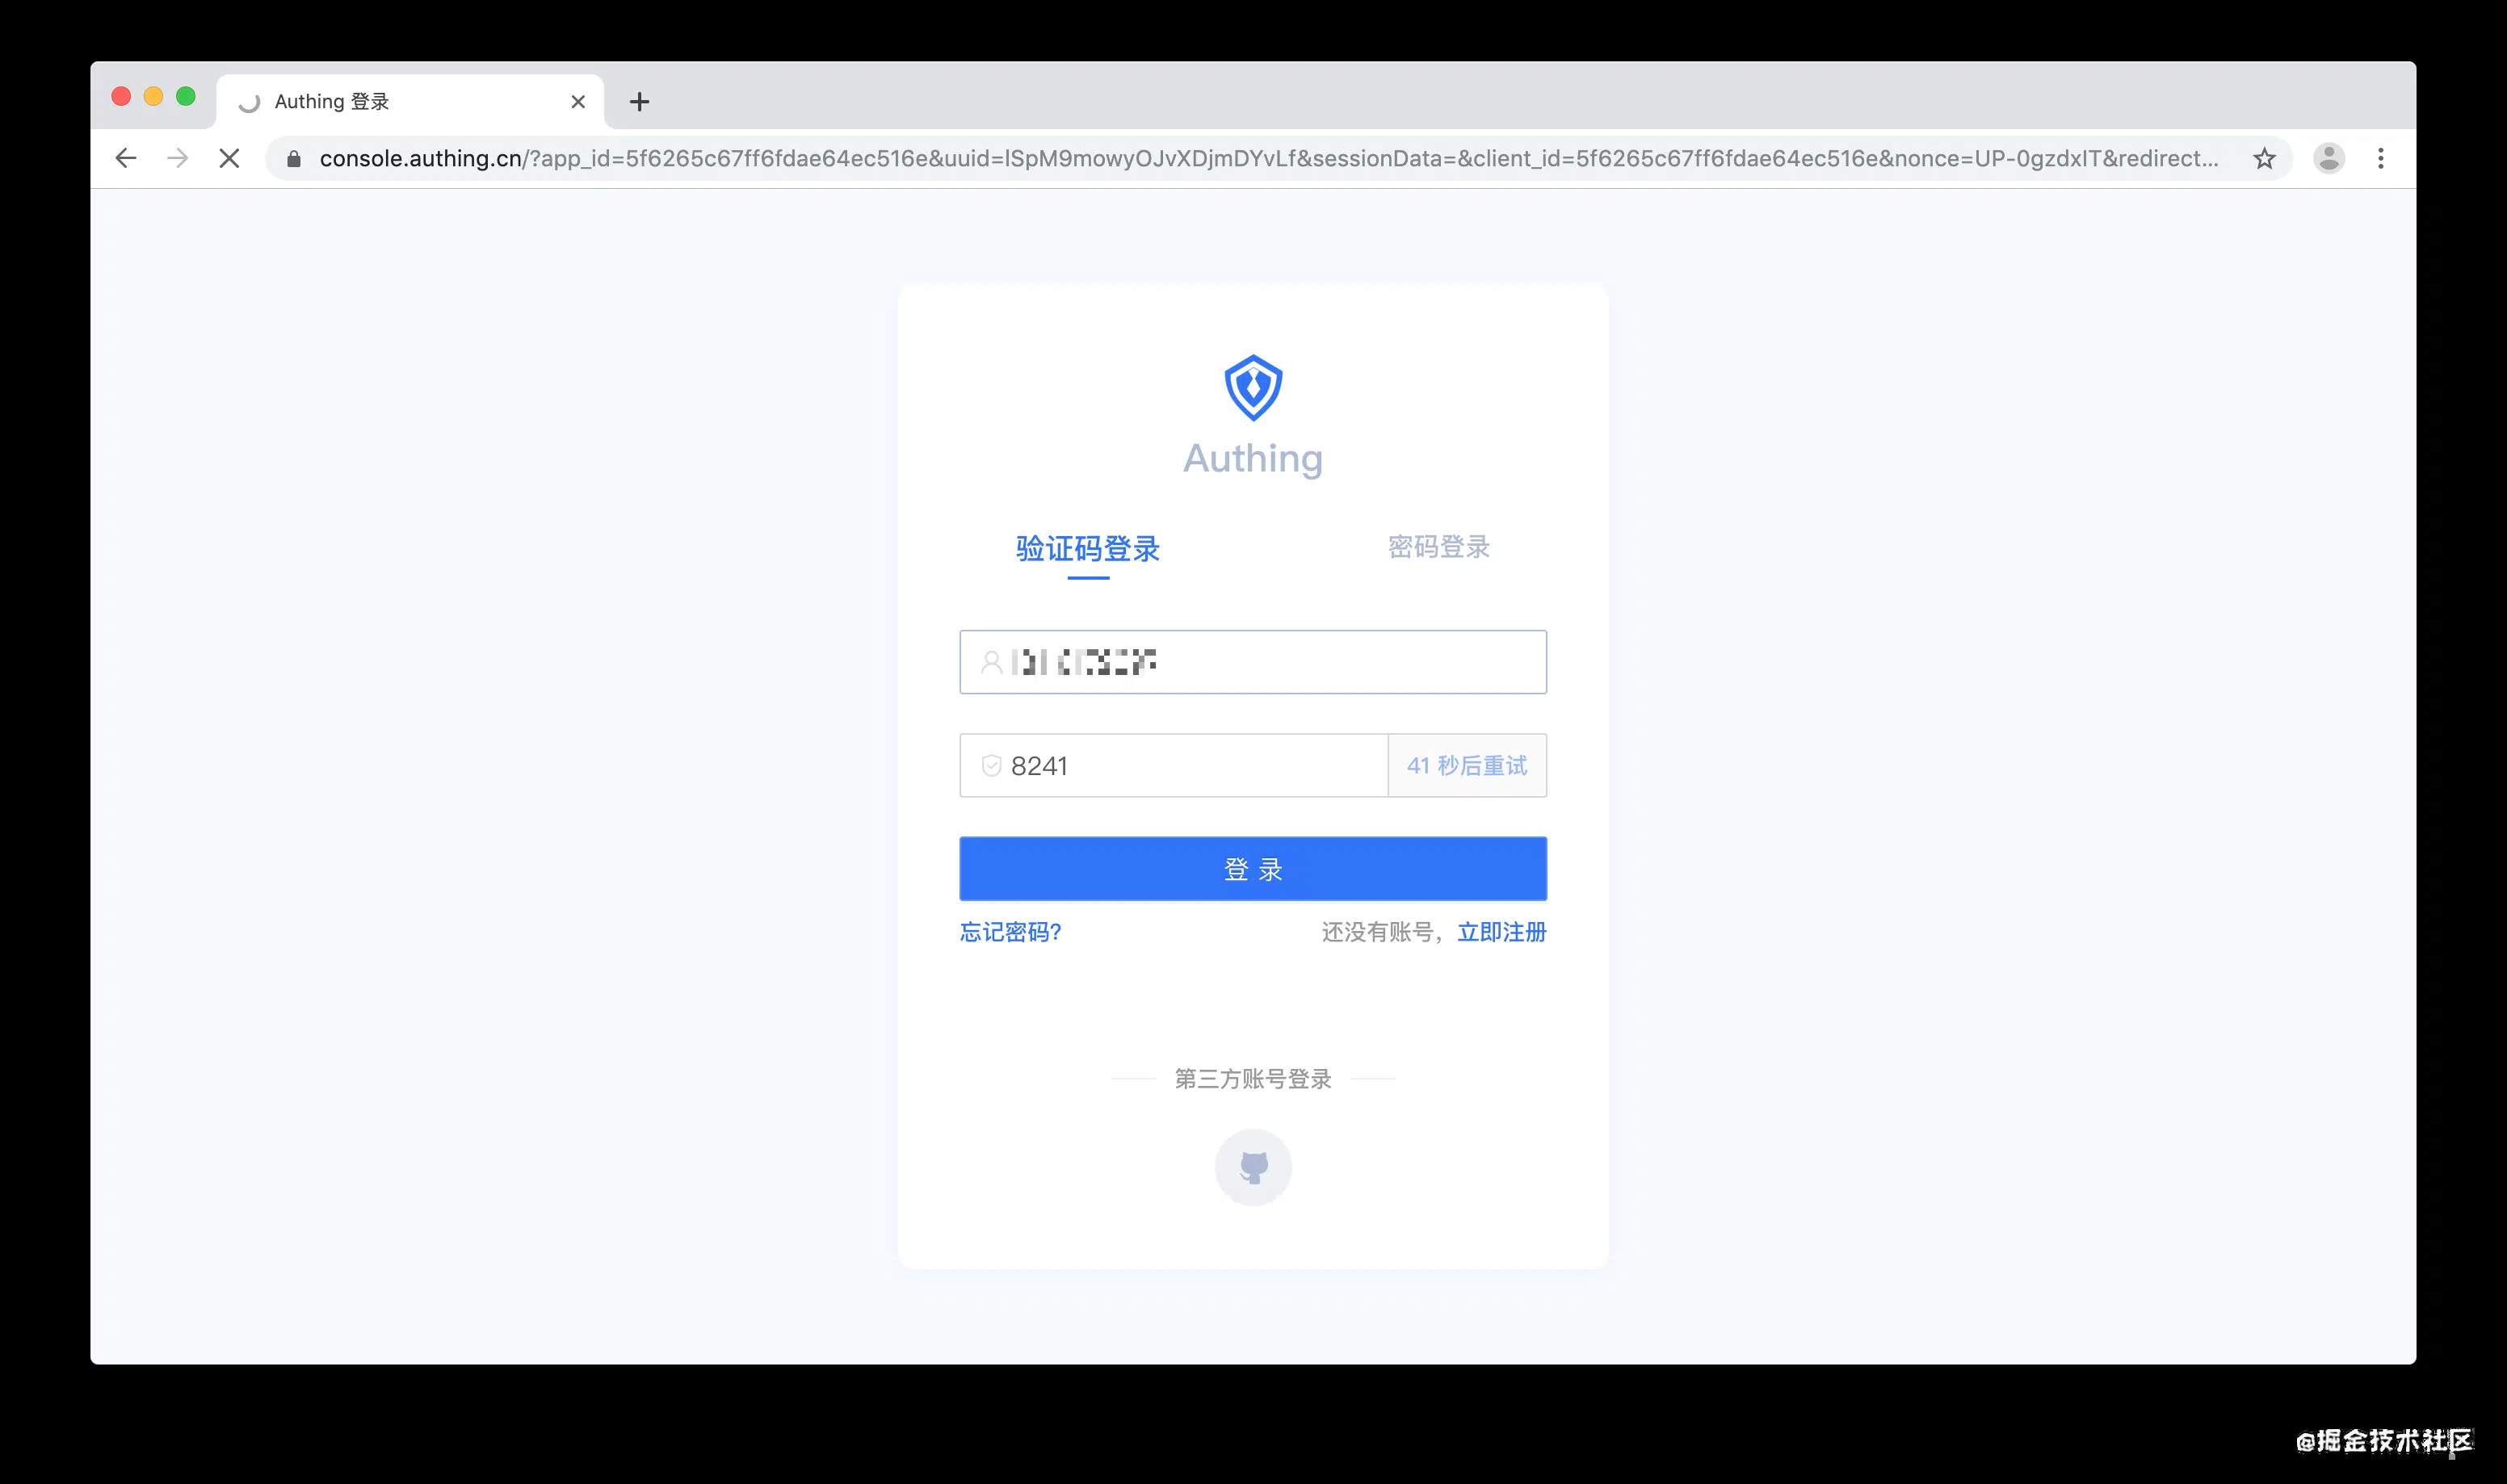 Authing 登录
console.authing.cn/?app_id=5f6265c67ff6fdae64ec516e&uuid=lSpM9mowyOJvXDjmDYvLf&sessionData=&client_id=5f6265c67ff6fdae64ec516e&nonce=UP-0gzdxIT&redirect...
Authing
验证码登录 密码登录
8241 41 秒后重试
登 录
忘记密码? 还没有账号，立即注册
第三方账号登录
@掘金技术社区